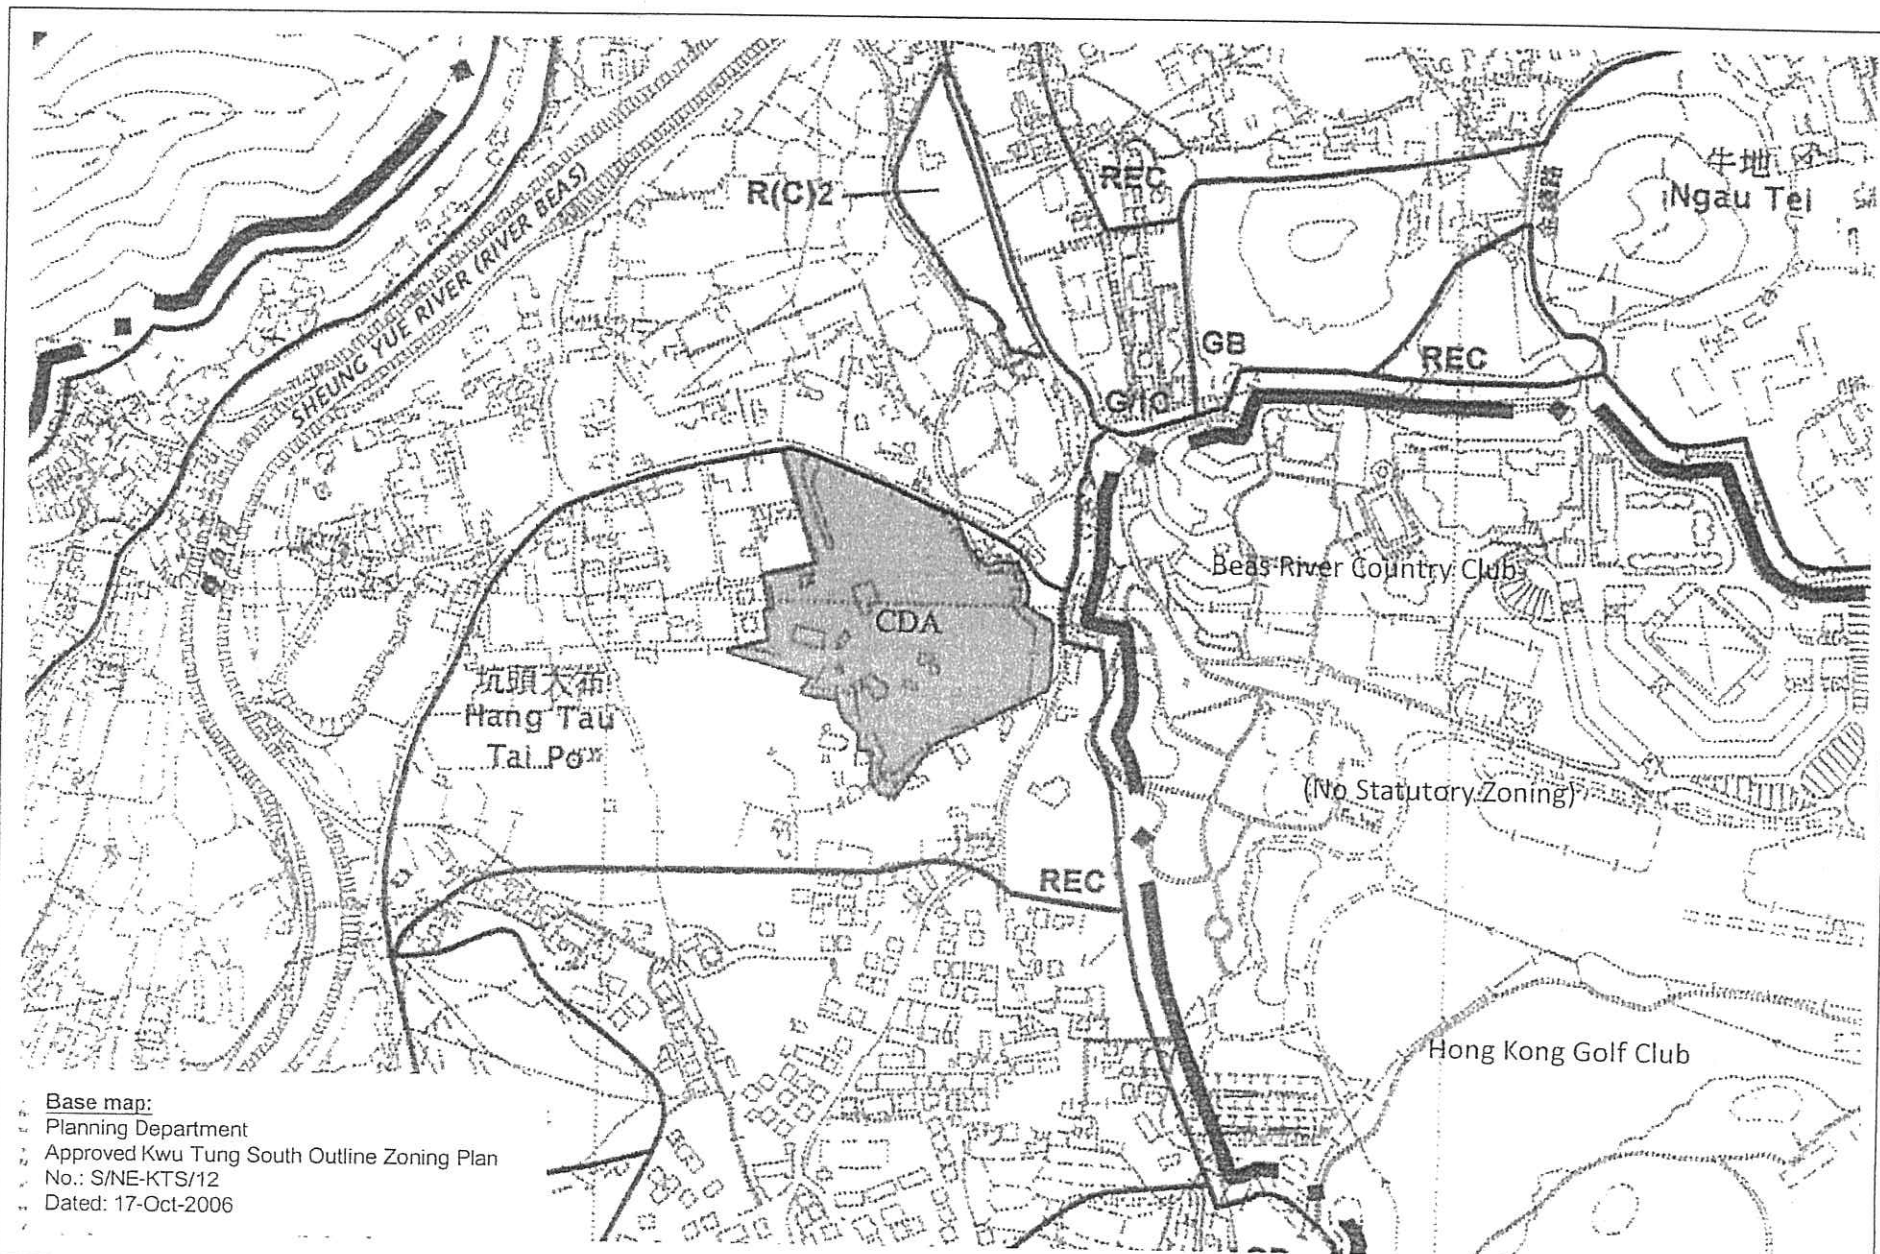 牛地
Ngau Tei
REC
R(C)2
SHEUNG YUE RIVER (RIVER BEAS)
GB
REC
G/IC
Beas River Country Club
CDA
坑頭大布
Hang Tau
Tai Po
(No Statutory Zoning)
REC
Hong Kong Golf Club
Base map:
Planning Department
Approved Kwu Tung South Outline Zoning Plan
No.: S/NE-KTS/12
Dated: 17-Oct-2006